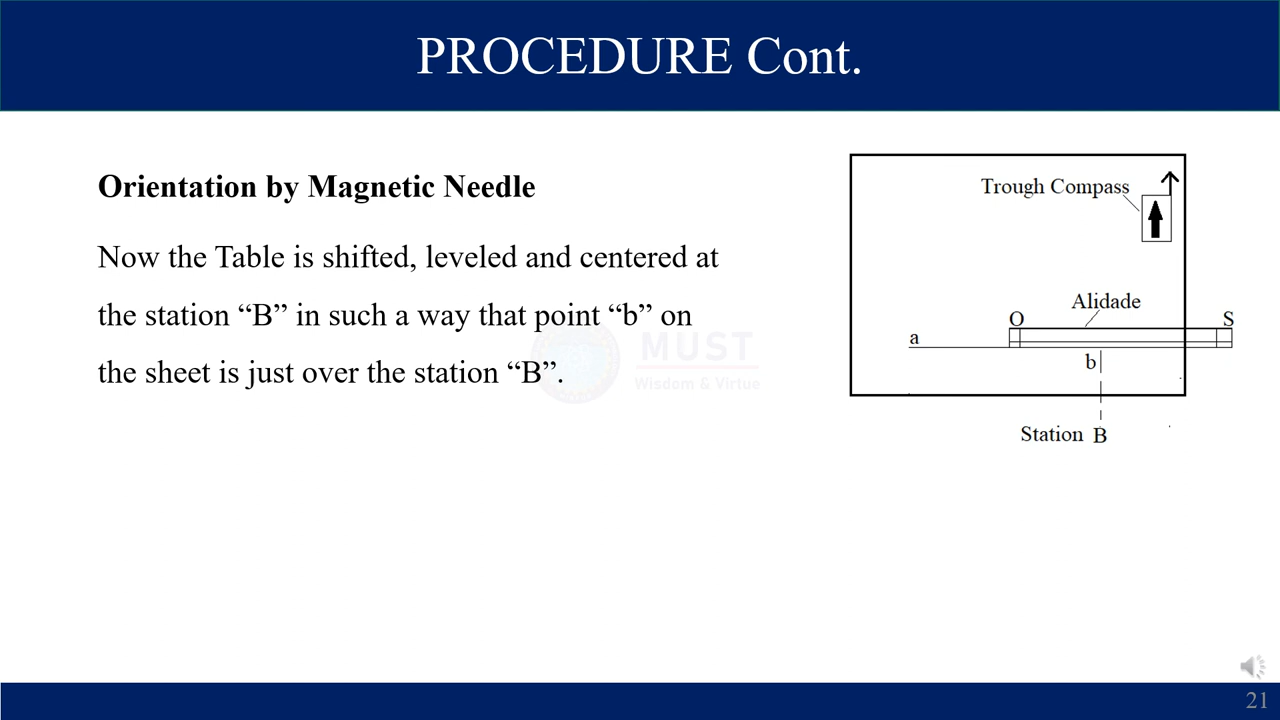 PROCEDURE Cont.
Orientation by Magnetic Needle
Now the Table is shifted, leveled and centered at
the station “B” in such a way that point “b” on
the sheet is just over the station “B”.
MUST
Wisdom & Virtue
Trough Compass
Alidade
O
S
a
b
Station B
21